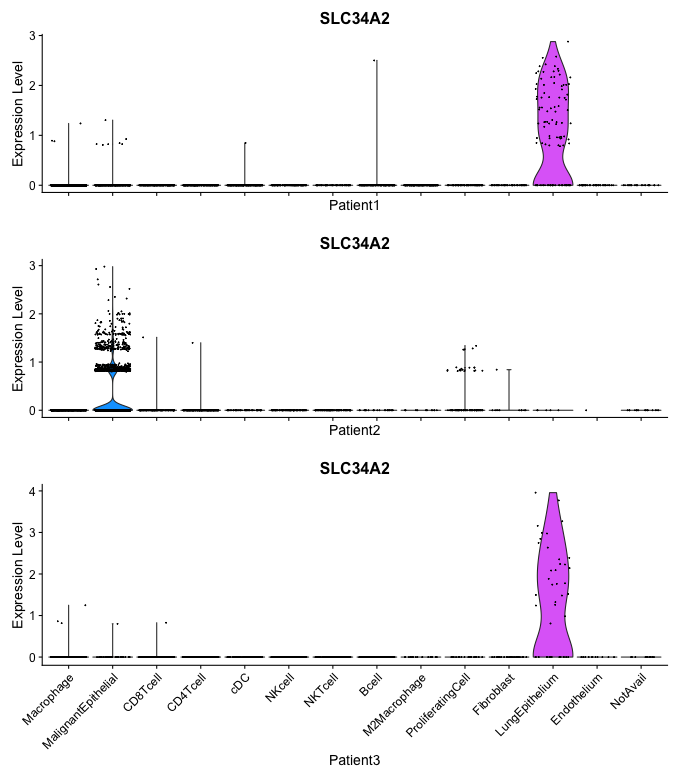 SLC34A2
Expression Level
3
2
1
0
Patient1
SLC34A2
Expression Level
3
2
1
0
Patient2
SLC34A2
Expression Level
4
3
2
1
0
Macrophage
MalignantEpithelial
CD8Tcell
CD4Tcell
cDC
NKcell
NKTcell
Bcell
M2Macrophage
ProliferatingCell
Fibroblast
LungEpithelium
Endothelium
NotAvail
Patient3